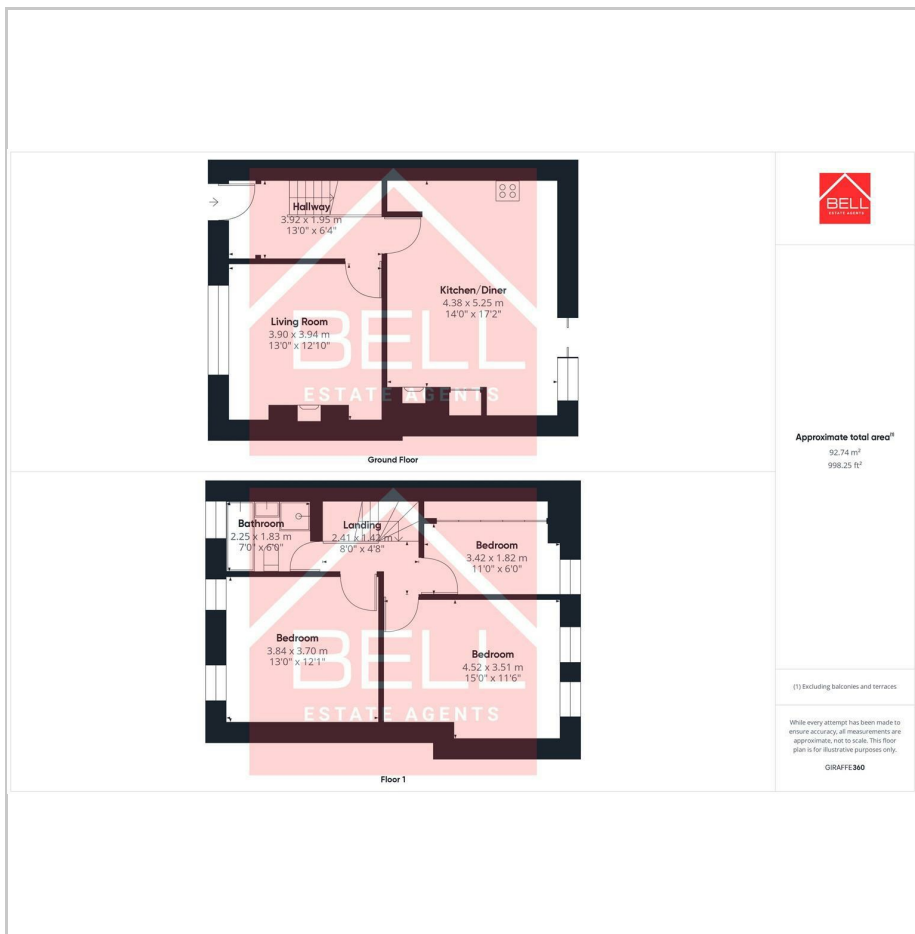 Hallway
3.92 x 1.95 m
13'0" x 6'4"
Kitchen/Diner
4.38 x 5.25 m
14'0" x 17'2"
Living Room
3.90 x 3.94 m
13'0" x 12'10"
BELL
ESTATE AGENTS
Ground Floor
Bathroom
2.25 x 1.83 m
7'0" x 6'0"
Landing
2.41 x 1.42 m
8'0" x 4'8"
Bedroom
3.42 x 1.82 m
11'0" x 6'0"
Bedroom
3.84 x 3.70 m
13'0" x 12'1"
Bedroom
4.52 x 3.51 m
15'0" x 11'6"
BELL
ESTATE AGENTS
Floor 1
BELL
ESTATE AGENTS
Approximate total area⁽¹⁾
92.74 m²
998.25 ft²
(1) Excluding balconies and terraces
While every attempt has been made to
ensure accuracy, all measurements are
approximate, not to scale. This floor
plan is for illustrative purposes only.
GIRAFFE360